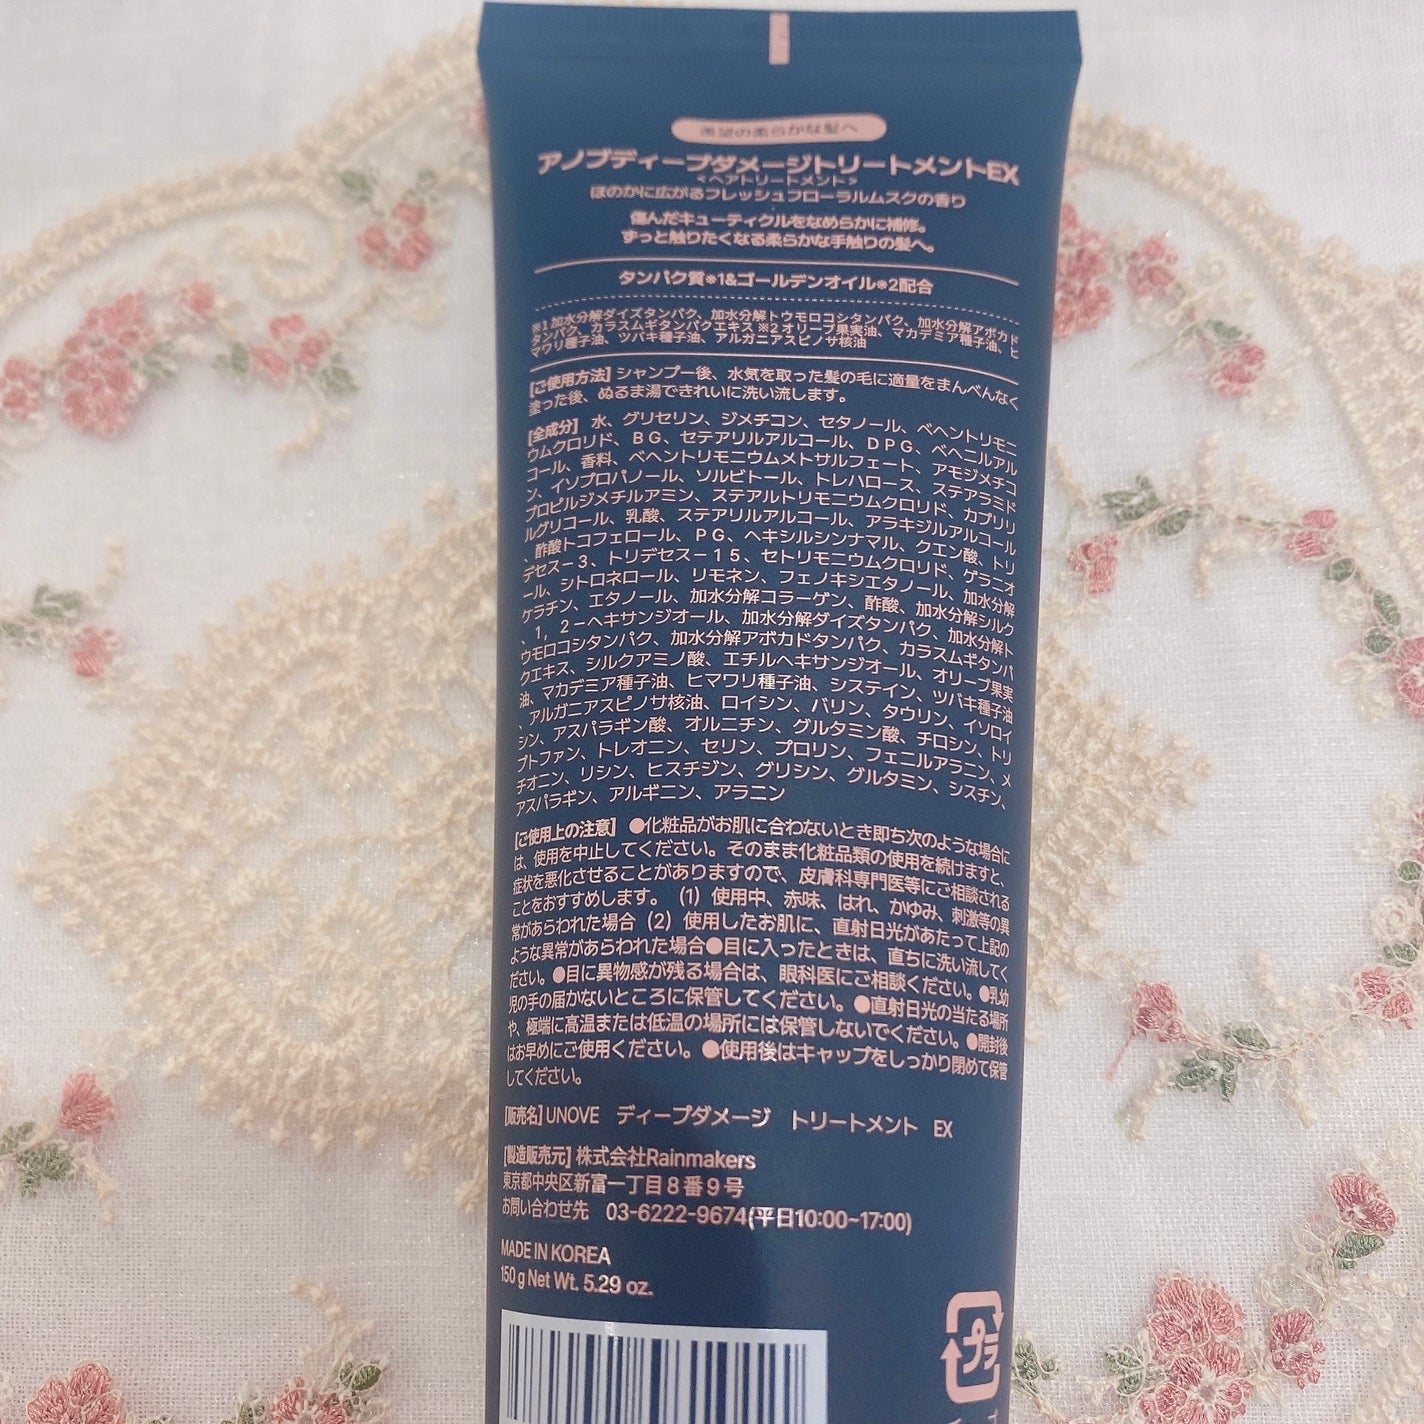 羨望の柔らかな髪へ
アノブディープダメージトリートメントEX
<ヘアトリートメント>
ほのかに広がるフレッシュフローラルムスクの香り
傷んだキューティクルをなめらかに補修。
ずっと触りたくなる柔らかな手触りの髪へ。
タンパク質※1&ゴールデンオイル※2配合
※1 加水分解ダイズタンパク、加水分解トウモロコシタンパク、加水分解アボカド
タンパク、カラスムギタンパクエキス ※2 オリーブ果実油、マカデミア種子油、ヒ
マワリ種子油、ツバキ種子油、アルガニアスピノサ核油
[ご使用方法] シャンプー後、水気を取った髪の毛に適量をまんべんなく
塗った後、ぬるま湯できれいに洗い流します。
[全成分] 水、グリセリン、ジメチコン、セタノール、ベヘントリモニ
ウムクロリド、BG、セテアリルアルコール、DPG、ベヘニルアル
コール、香料、ベヘントリモニウムメトサルフェート、アモジメチコ
ン、イソプロパノール、ソルビトール、トレハロース、ステアラミド
プロピルジメチルアミン、ステアルトリモニウムクロリド、カプリリ
ルグリコール、乳酸、ステアリルアルコール、アラキジルアルコール
、酢酸トコフェロール、PG、ヘキシルシンナマル、クエン酸、トリ
デセス-3、トリデセス-15、セトリモニウムクロリド、ゲラニオ
ール、シトロネロール、リモネン、フェノキシエタノール、加水分解
ケラチン、エタノール、加水分解コラーゲン、酢酸、加水分解シルク
、1,2-ヘキサンジオール、加水分解ダイズタンパク、加水分解ト
ウモロコシタンパク、加水分解アボカドタンパク、カラスムギタンパ
クエキス、シルクアミノ酸、エチルヘキサンジオール、オリーブ果実
油、マカデミア種子油、ヒマワリ種子油、システイン、ツバキ種子油
、アルガニアスピノサ核油、ロイシン、バリン、タウリン、イソロイ
シン、アスパラギン酸、オルニチン、グルタミン酸、チロシン、トリ
プトファン、トレオニン、セリン、プロリン、フェニルアラニン、メ
チオニン、リシン、ヒスチジン、グリシン、グルタミン、シスチン、
アスパラギン、アルギニン、アラニン
[ご使用上の注意] ●化粧品がお肌に合わないとき即ち次のような場合に
は、使用を中止してください。そのまま化粧品類の使用を続けますと、
症状を悪化させることがありますので、皮膚科専門医等にご相談される
ことをおすすめします。 (1) 使用中、赤味、はれ、かゆみ、刺激等の異
常があらわれた場合 (2) 使用したお肌に、直射日光があたって上記の
ような異常があらわれた場合●目に入ったときは、直ちに洗い流してく
ださい。●目に異物感が残る場合は、眼科医にご相談ください。●乳幼
児の手の届かないところに保管してください。●直射日光の当たる場所
や、極端に高温または低温の場所には保管しないでください。●開封後
はお早めにご使用ください。●使用後はキャップをしっかり閉めて保管
してください。
[販売名] UNOVE ディープダメージ トリートメント EX
[製造販売元] 株式会社Rainmakers
東京都中央区新富一丁目8番9号
お問い合わせ先 03-6222-9674(平日10:00~17:00)
MADE IN KOREA
150 g Net Wt. 5.29 oz.
プラ